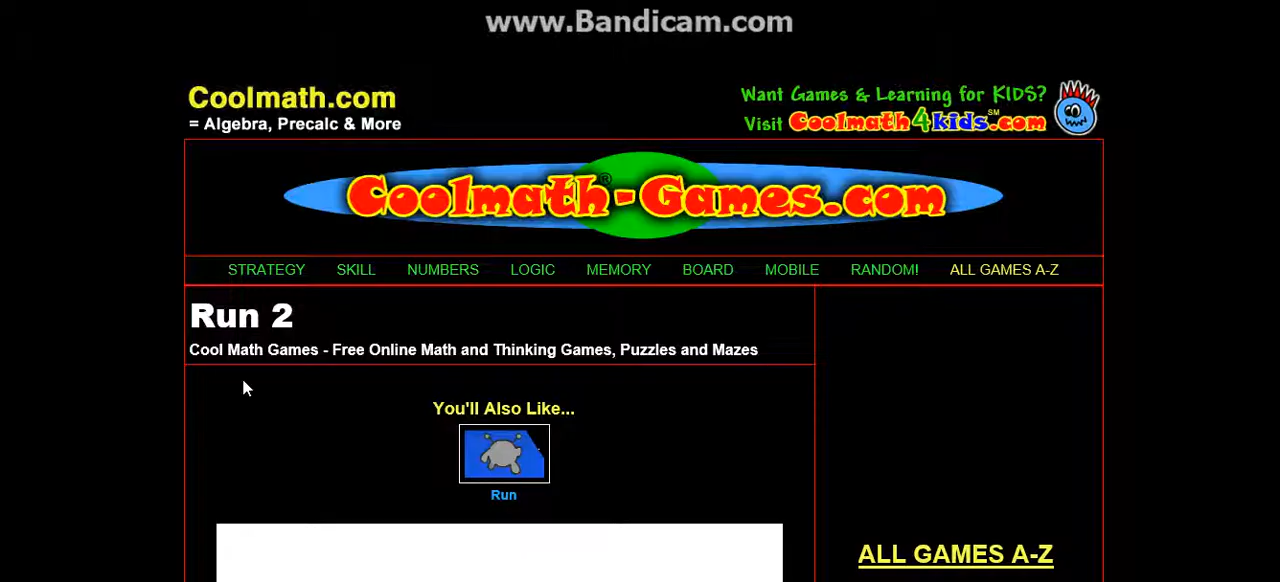 www.Bandicam.com
Coolmath.com
= Algebra, Precalc & More
Want Games & Learning for KIDS?
Visit Coolmath4kids.com SM
Coolmath-Games.com ®
STRATEGY SKILL NUMBERS LOGIC MEMORY BOARD MOBILE RANDOM! ALL GAMES A-Z
Run 2
Cool Math Games - Free Online Math and Thinking Games, Puzzles and Mazes
You'll Also Like...
Run
ALL GAMES A-Z